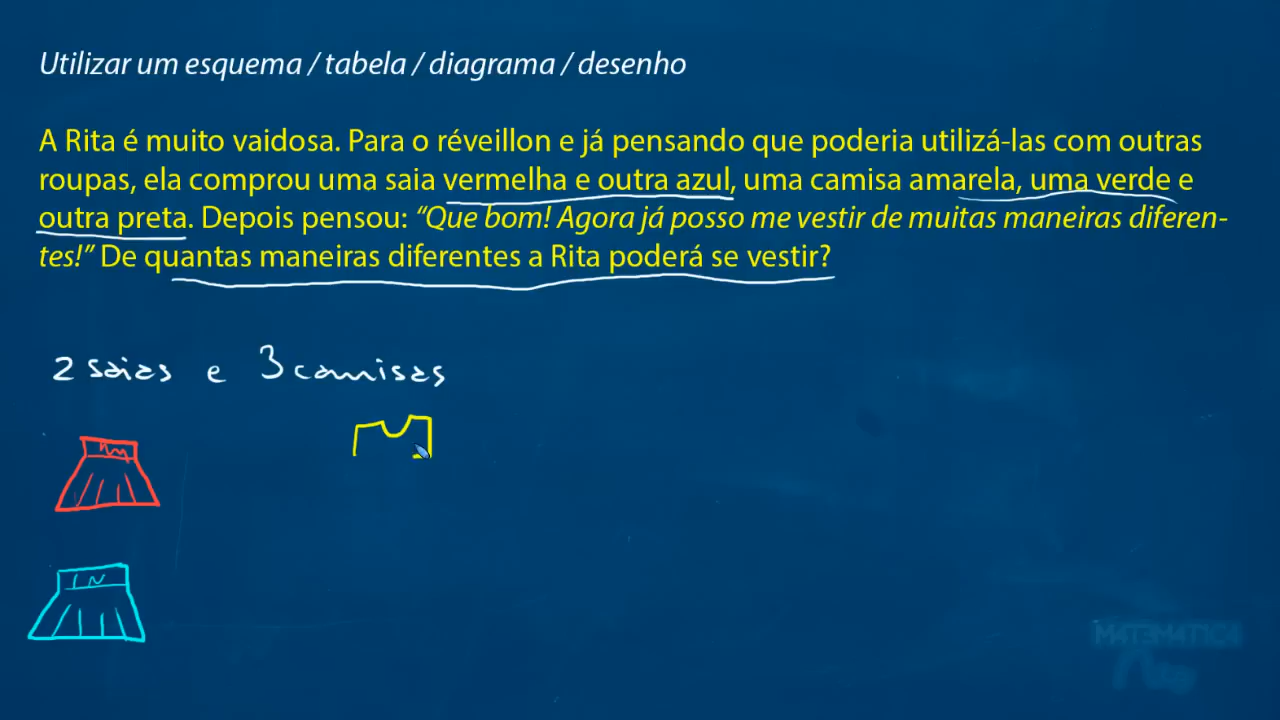 Utilizar um esquema / tabela / diagrama / desenho
A Rita é muito vaidosa. Para o réveillon e já pensando que poderia utilizá-las com outras
roupas, ela comprou uma saia vermelha e outra azul, uma camisa amarela, uma verde e
outra preta. Depois pensou: “Que bom! Agora já posso me vestir de muitas maneiras diferen-
tes!” De quantas maneiras diferentes a Rita poderá se vestir?
2 saias e 3 camisas
MATEMÁTICA